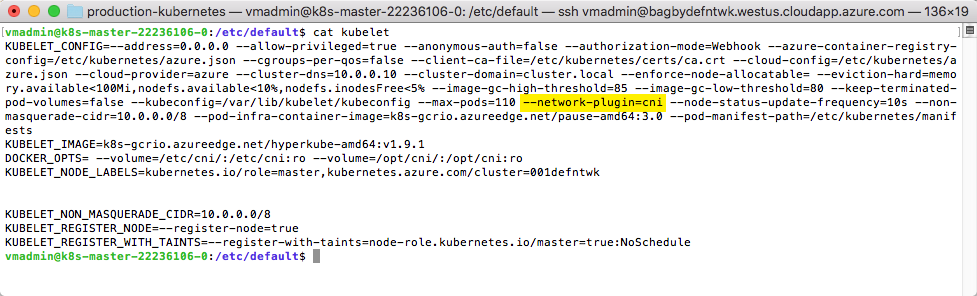 production-kubernetes — vmadmin@k8s-master-22236106-0: /etc/default — ssh vmadmin@bagbydefntwk.westus.cloudapp.azure.com — 136×19
[vmadmin@k8s-master-22236106-0:/etc/default$ cat kubelet ]
KUBELET_CONFIG=--address=0.0.0.0 --allow-privileged=true --anonymous-auth=false --authorization-mode=Webhook --azure-container-registry-
config=/etc/kubernetes/azure.json --cgroups-per-qos=false --client-ca-file=/etc/kubernetes/certs/ca.crt --cloud-config=/etc/kubernetes/a
zure.json --cloud-provider=azure --cluster-dns=10.0.0.10 --cluster-domain=cluster.local --enforce-node-allocatable= --eviction-hard=memo
ry.available<100Mi,nodefs.available<10%,nodefs.inodesFree<5% --image-gc-high-threshold=85 --image-gc-low-threshold=80 --keep-terminated-
pod-volumes=false --kubeconfig=/var/lib/kubelet/kubeconfig --max-pods=110 --network-plugin=cni --node-status-update-frequency=10s --non-
masquerade-cidr=10.0.0.0/8 --pod-infra-container-image=k8s-gcrio.azureedge.net/pause-amd64:3.0 --pod-manifest-path=/etc/kubernetes/manif
ests
KUBELET_IMAGE=k8s-gcrio.azureedge.net/hyperkube-amd64:v1.9.1
DOCKER_OPTS= --volume=/etc/cni/:/etc/cni:ro --volume=/opt/cni/:/opt/cni:ro
KUBELET_NODE_LABELS=kubernetes.io/role=master,kubernetes.azure.com/cluster=001defntwk
KUBELET_NON_MASQUERADE_CIDR=10.0.0.0/8
KUBELET_REGISTER_NODE=--register-node=true
KUBELET_REGISTER_WITH_TAINTS=--register-with-taints=node-role.kubernetes.io/master=true:NoSchedule
vmadmin@k8s-master-22236106-0:/etc/default$